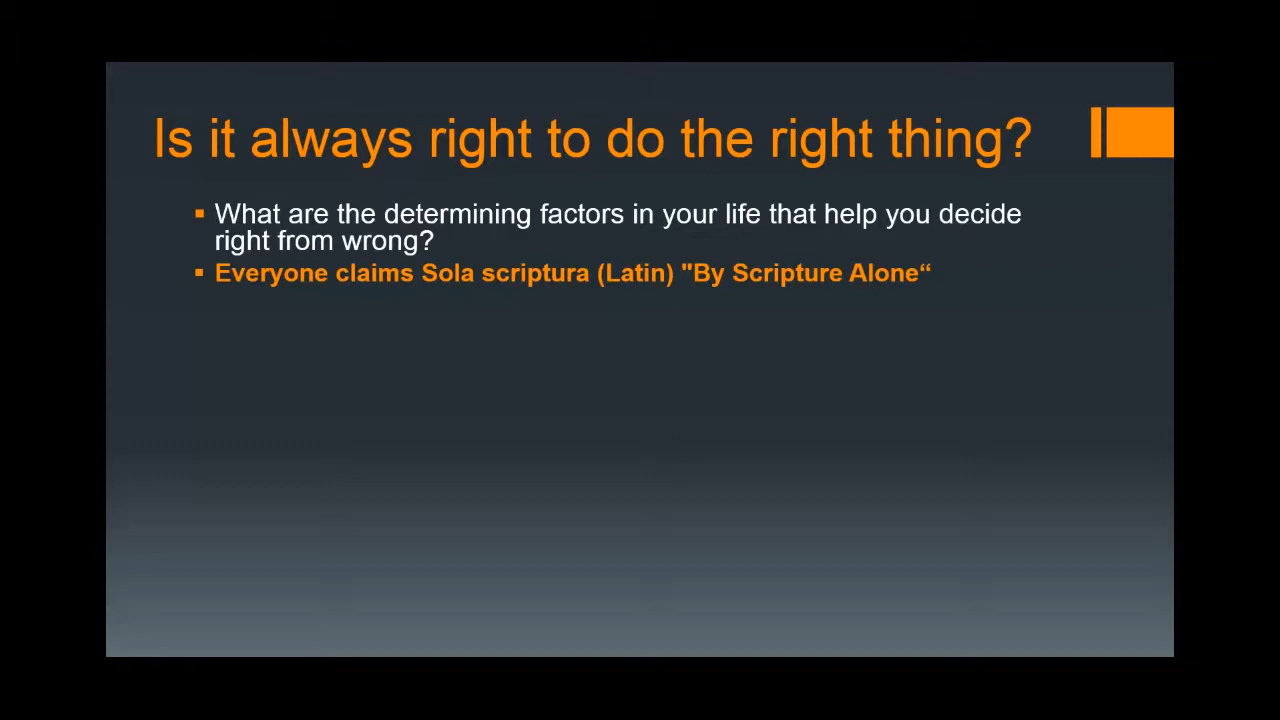 Is it always right to do the right thing?
▪ What are the determining factors in your life that help you decide
right from wrong?
▪ Everyone claims Sola scriptura (Latin) "By Scripture Alone“